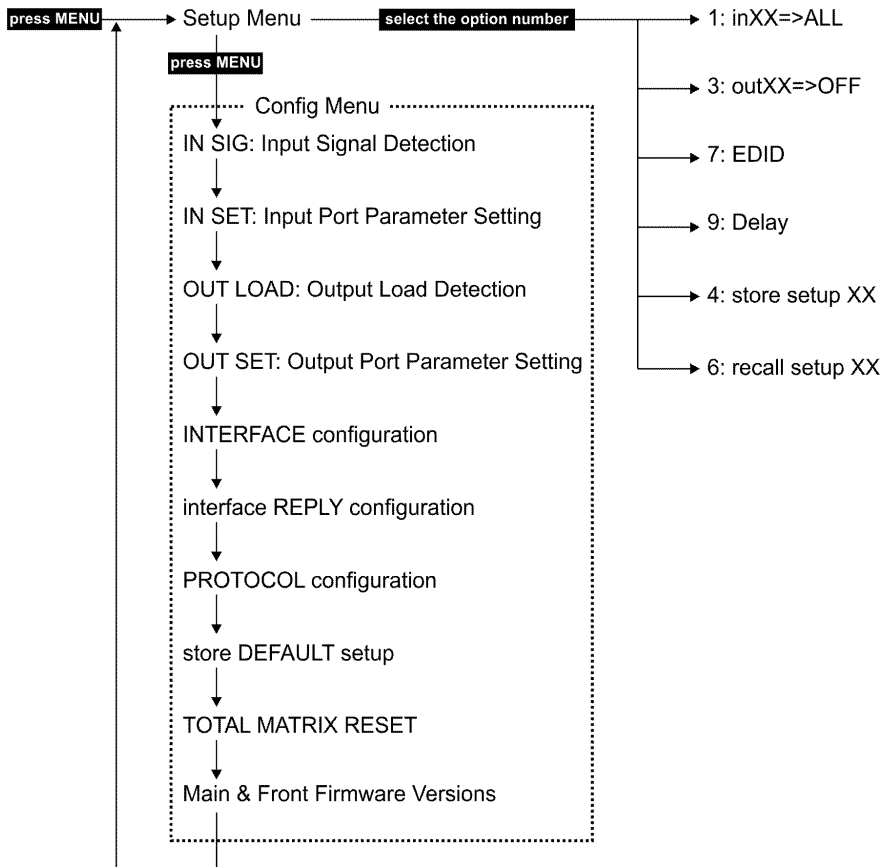 press MENU
Setup Menu
select the option number
1: inXX=>ALL
3: outXX=>OFF
7: EDID
9: Delay
4: store setup XX
6: recall setup XX
press MENU
Config Menu
IN SIG: Input Signal Detection
IN SET: Input Port Parameter Setting
OUT LOAD: Output Load Detection
OUT SET: Output Port Parameter Setting
INTERFACE configuration
interface REPLY configuration
PROTOCOL configuration
store DEFAULT setup
TOTAL MATRIX RESET
Main & Front Firmware Versions